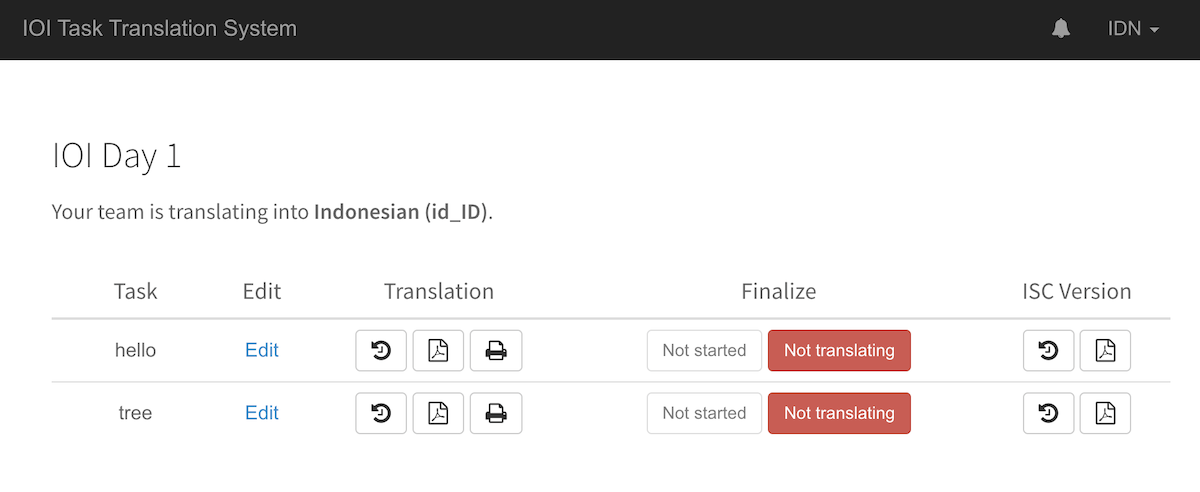 IOI Task Translation System IDN
IOI Day 1
Your team is translating into Indonesian (id_ID).
Task Edit Translation Finalize ISC Version
hello Edit Not started Not translating
tree Edit Not started Not translating